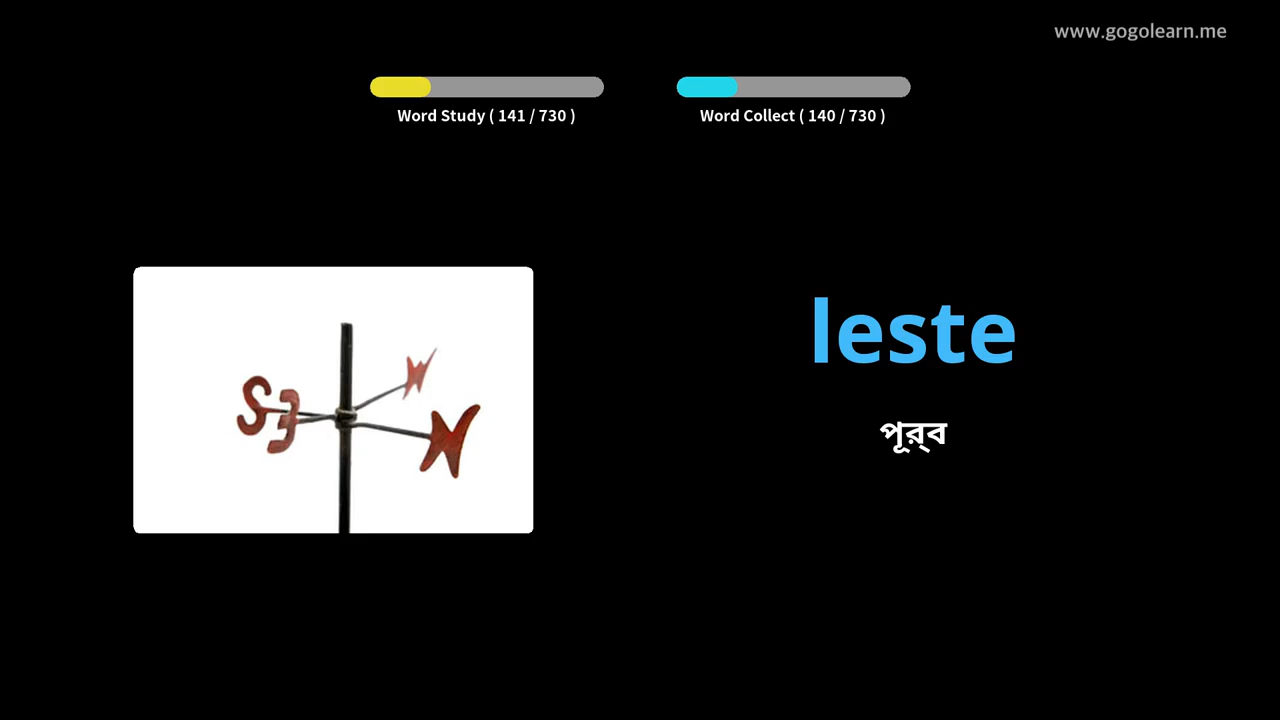 www.gogolearn.me
Word Study ( 141 / 730 )
Word Collect ( 140 / 730 )
S E W N
leste
পূর্ব